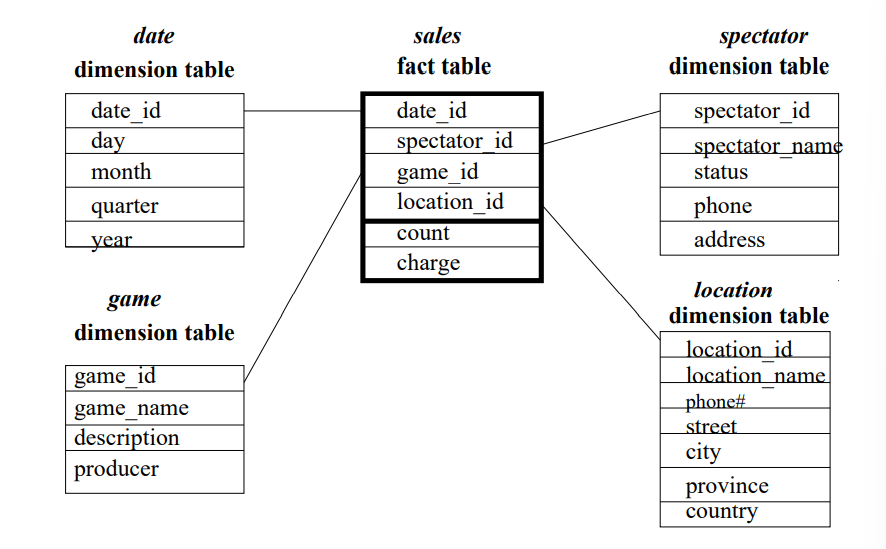 date
dimension table
date_id
day
month
quarter
year
game
dimension table
game_id
game_name
description
producer
sales
fact table
date_id
spectator_id
game_id
location_id
count
charge
spectator
dimension table
spectator_id
spectator_name
status
phone
address
location
dimension table
location_id
location_name
phone#
street
city
province
country